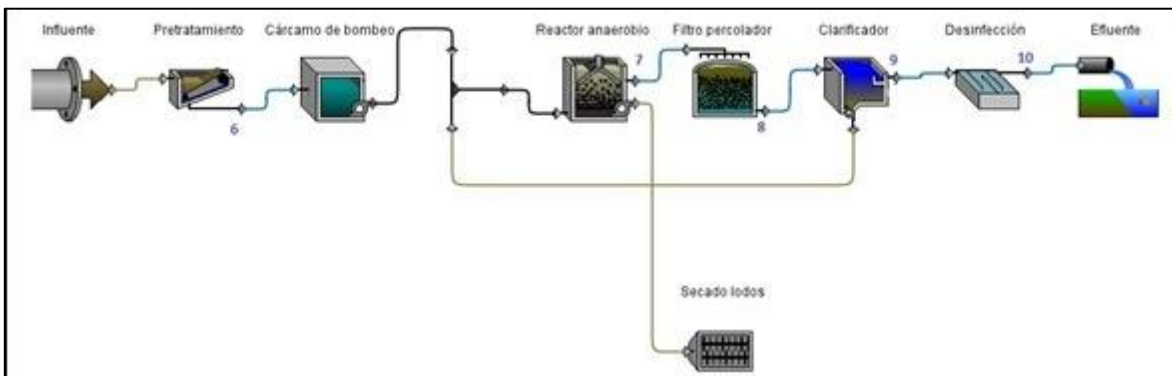 Influente
Pretratamiento
Cárcamo de bombeo
Reactor anaerobio
Filtro percolador
Clarificador
Desinfección
Efluente
7
9
10
6
8
Secado lodos